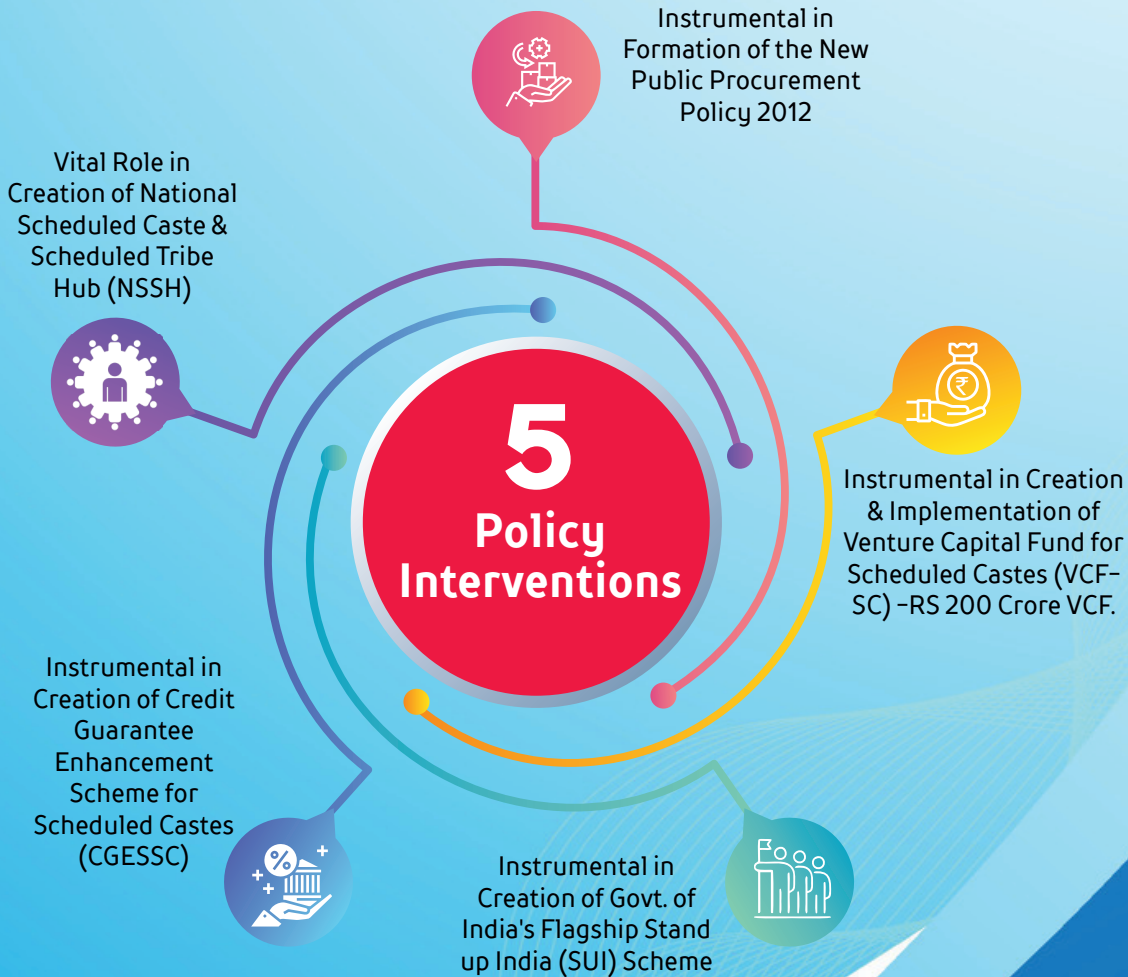 5
Policy
Interventions
Instrumental in
Formation of the New
Public Procurement
Policy 2012
₹
Instrumental in Creation
& Implementation of
Venture Capital Fund for
Scheduled Castes (VCF-
SC) -RS 200 Crore VCF.
Instrumental in
Creation of Govt. of
India's Flagship Stand
up India (SUI) Scheme
Instrumental in
Creation of Credit
Guarantee
Enhancement
Scheme for
Scheduled Castes
(CGESSC)
%
Vital Role in
Creation of National
Scheduled Caste &
Scheduled Tribe
Hub (NSSH)